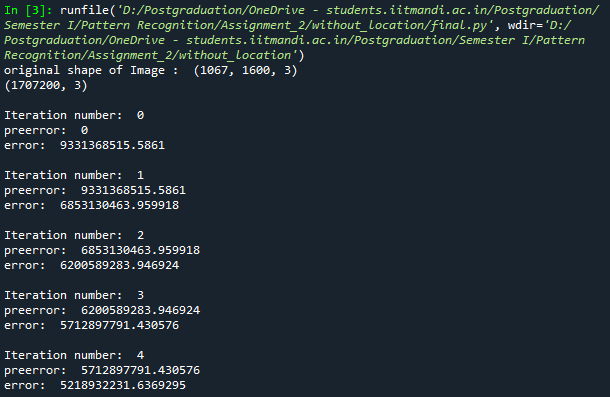 In [3]: runfile('D:/Postgraduation/OneDrive - students.iitmandi.ac.in/Postgraduation/
Semester I/Pattern Recognition/Assignment_2/without_location/final.py', wdir='D:/
Postgraduation/OneDrive - students.iitmandi.ac.in/Postgraduation/Semester I/Pattern
Recognition/Assignment_2/without_location')
original shape of Image :  (1067, 1600, 3)
(1707200, 3)

Iteration number:  0
preerror:  0
error:  9331368515.5861

Iteration number:  1
preerror:  9331368515.5861
error:  6853130463.959918

Iteration number:  2
preerror:  6853130463.959918
error:  6200589283.946924

Iteration number:  3
preerror:  6200589283.946924
error:  5712897791.430576

Iteration number:  4
preerror:  5712897791.430576
error:  5218932231.6369295